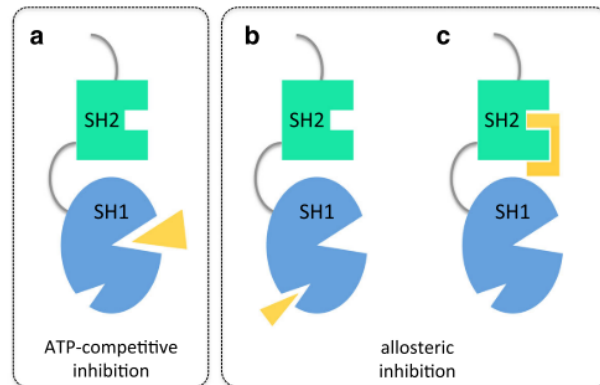 a
SH2
SH1
ATP-competitive
inhibition
b
SH2
SH1
c
SH2
SH1
allosteric
inhibition